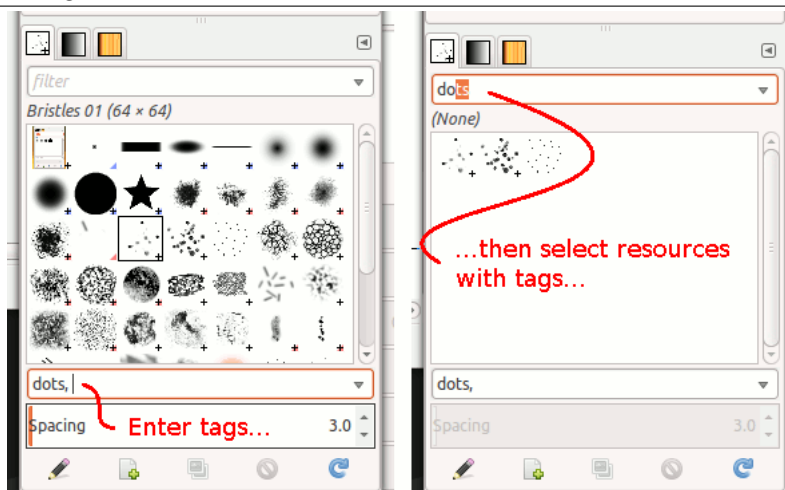 filter
Bristles 01 (64 × 64)
dots,
Enter tags...
Spacing 3.0
dots
(None)
...then select resources
with tags...
dots,
Spacing 3.0